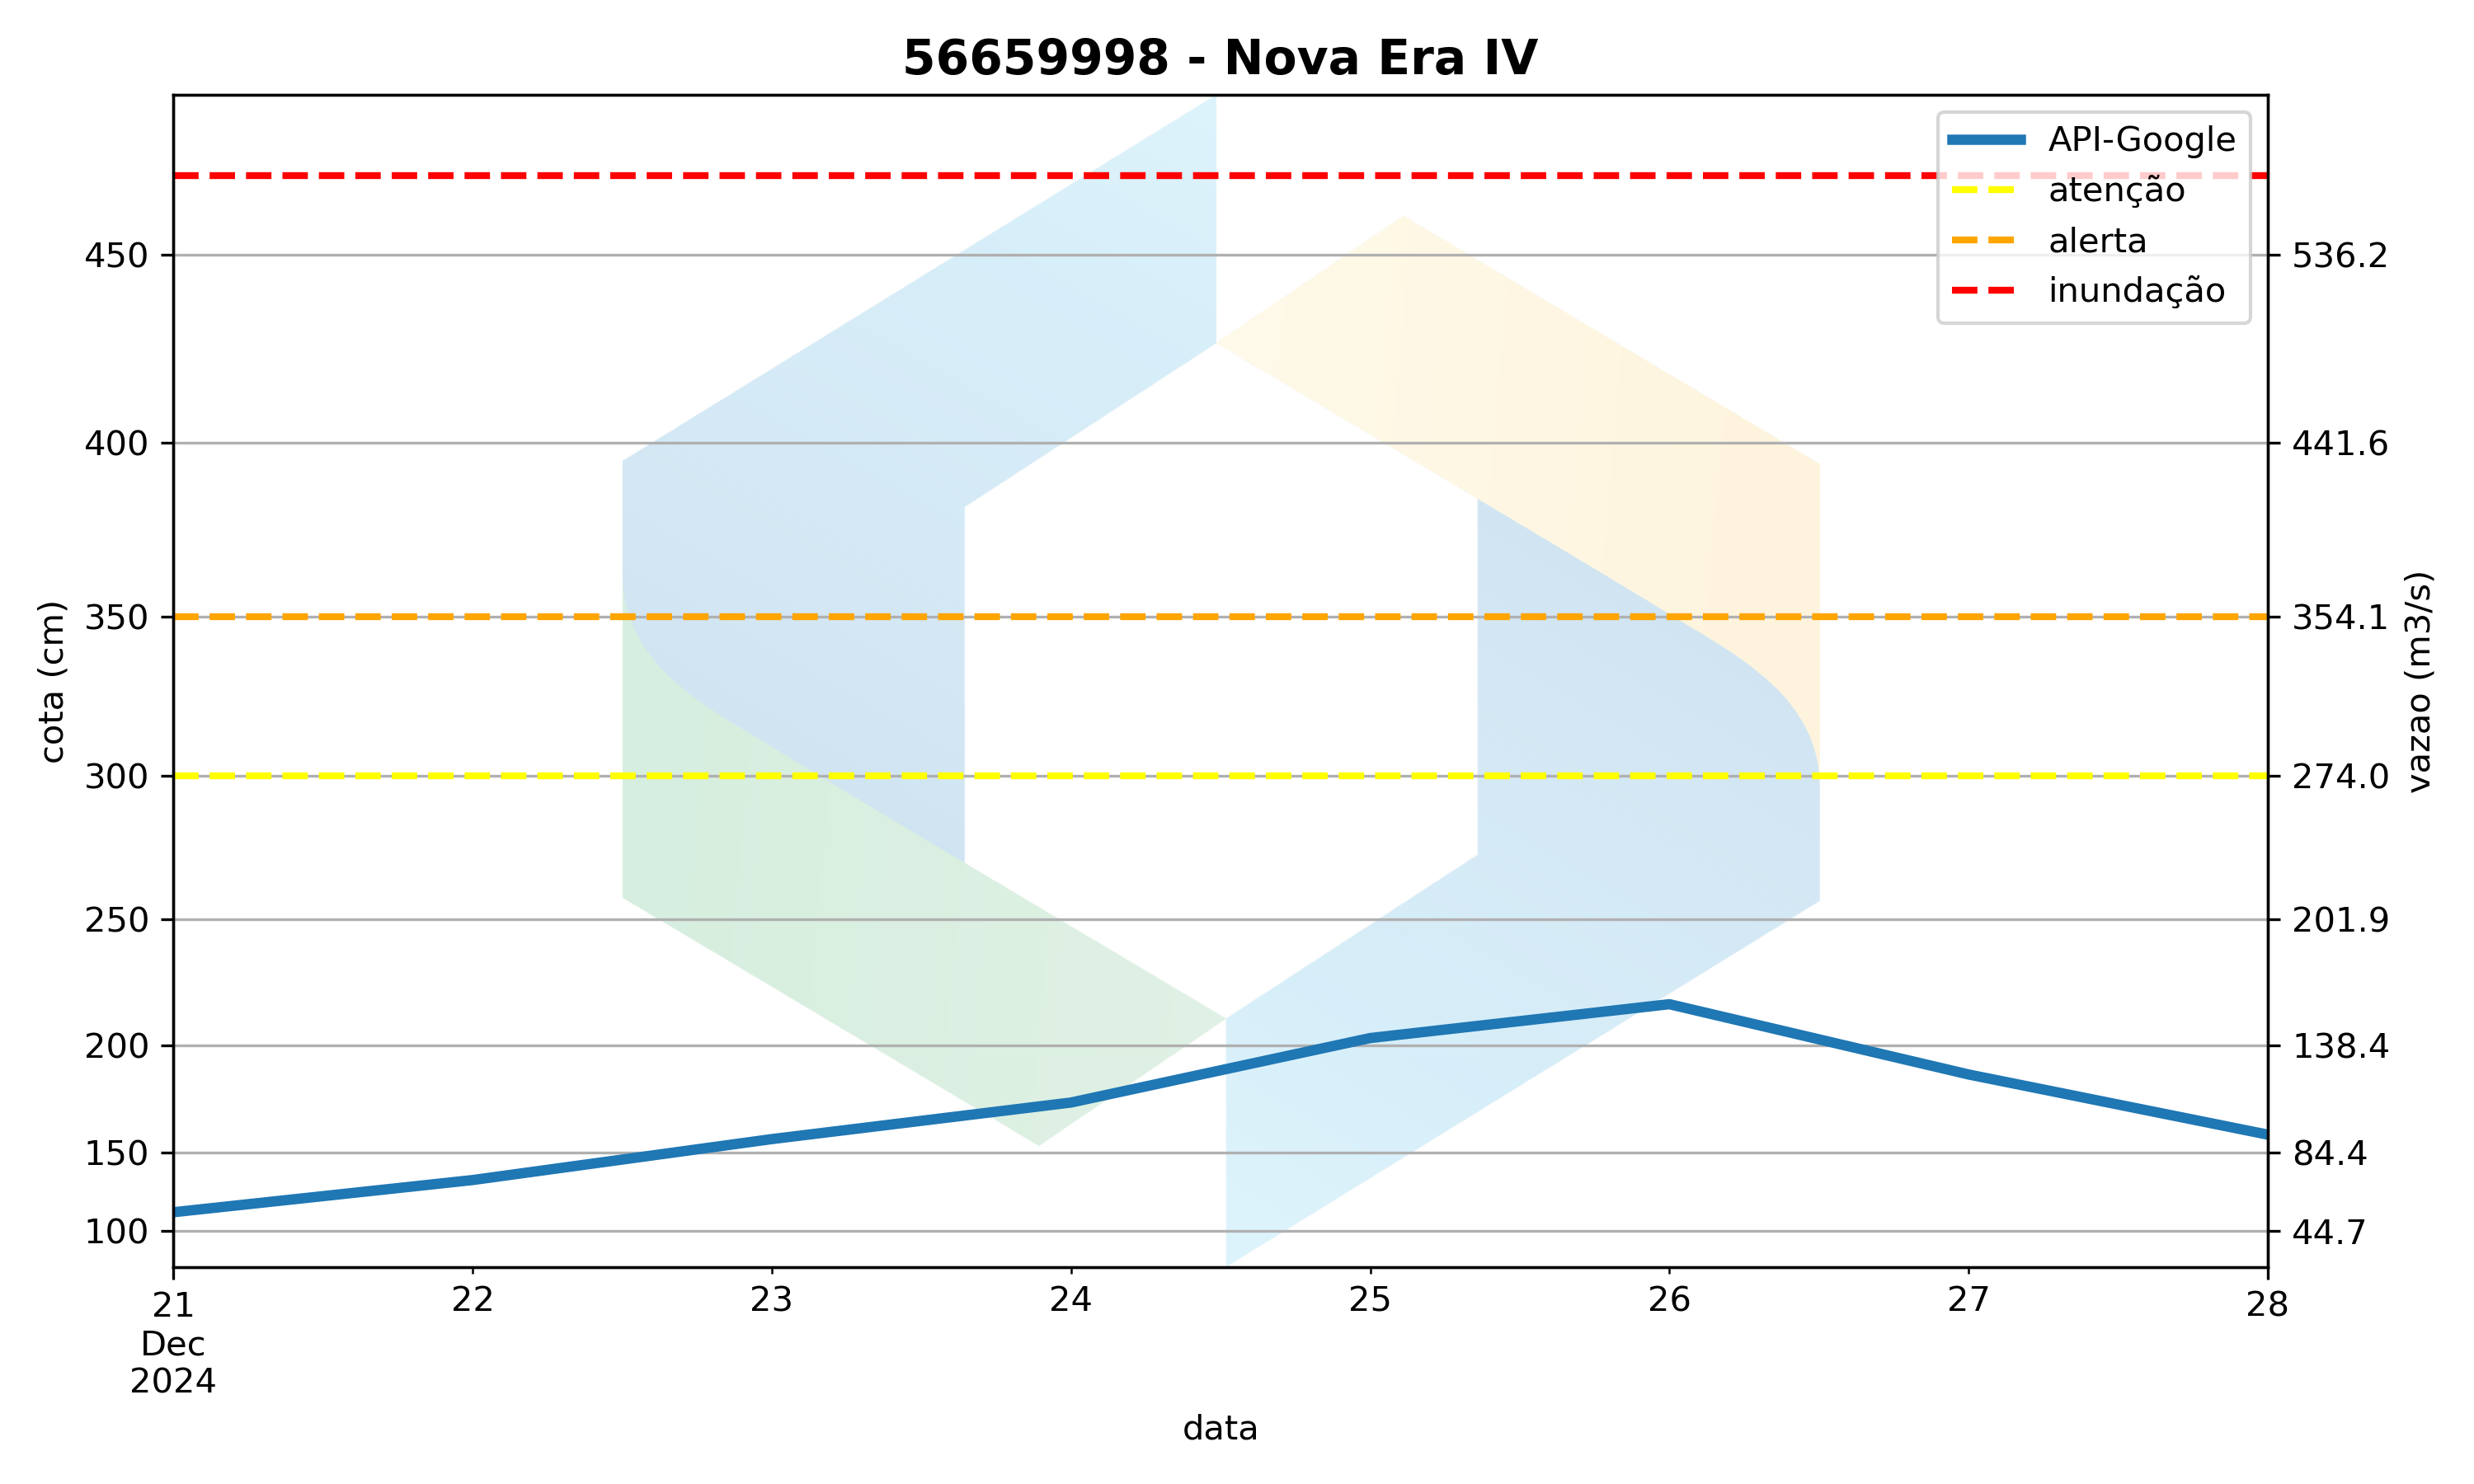 56659998 - Nova Era IV
API-Google
atenção
alerta
inundação
cota (cm)
450
400
350
300
250
200
150
100
vazao (m3/s)
536.2
441.6
354.1
274.0
201.9
138.4
84.4
44.7
21 22 23 24 25 26 27 28
Dec
2024
data